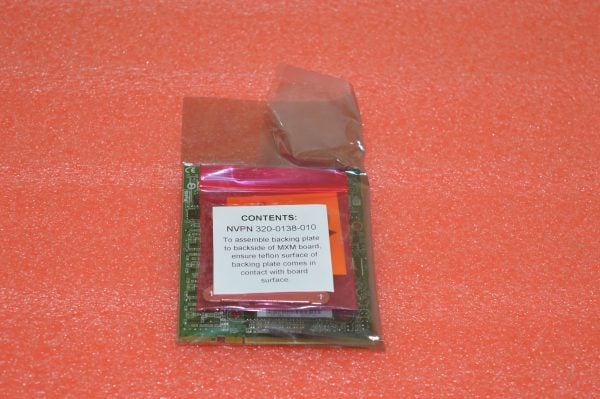 CONTENTS:
NVPN 320-0138-010
To assemble backing plate
to backside of MXM board,
ensure teflon surface of
backing plate comes in
contact with board
surface.